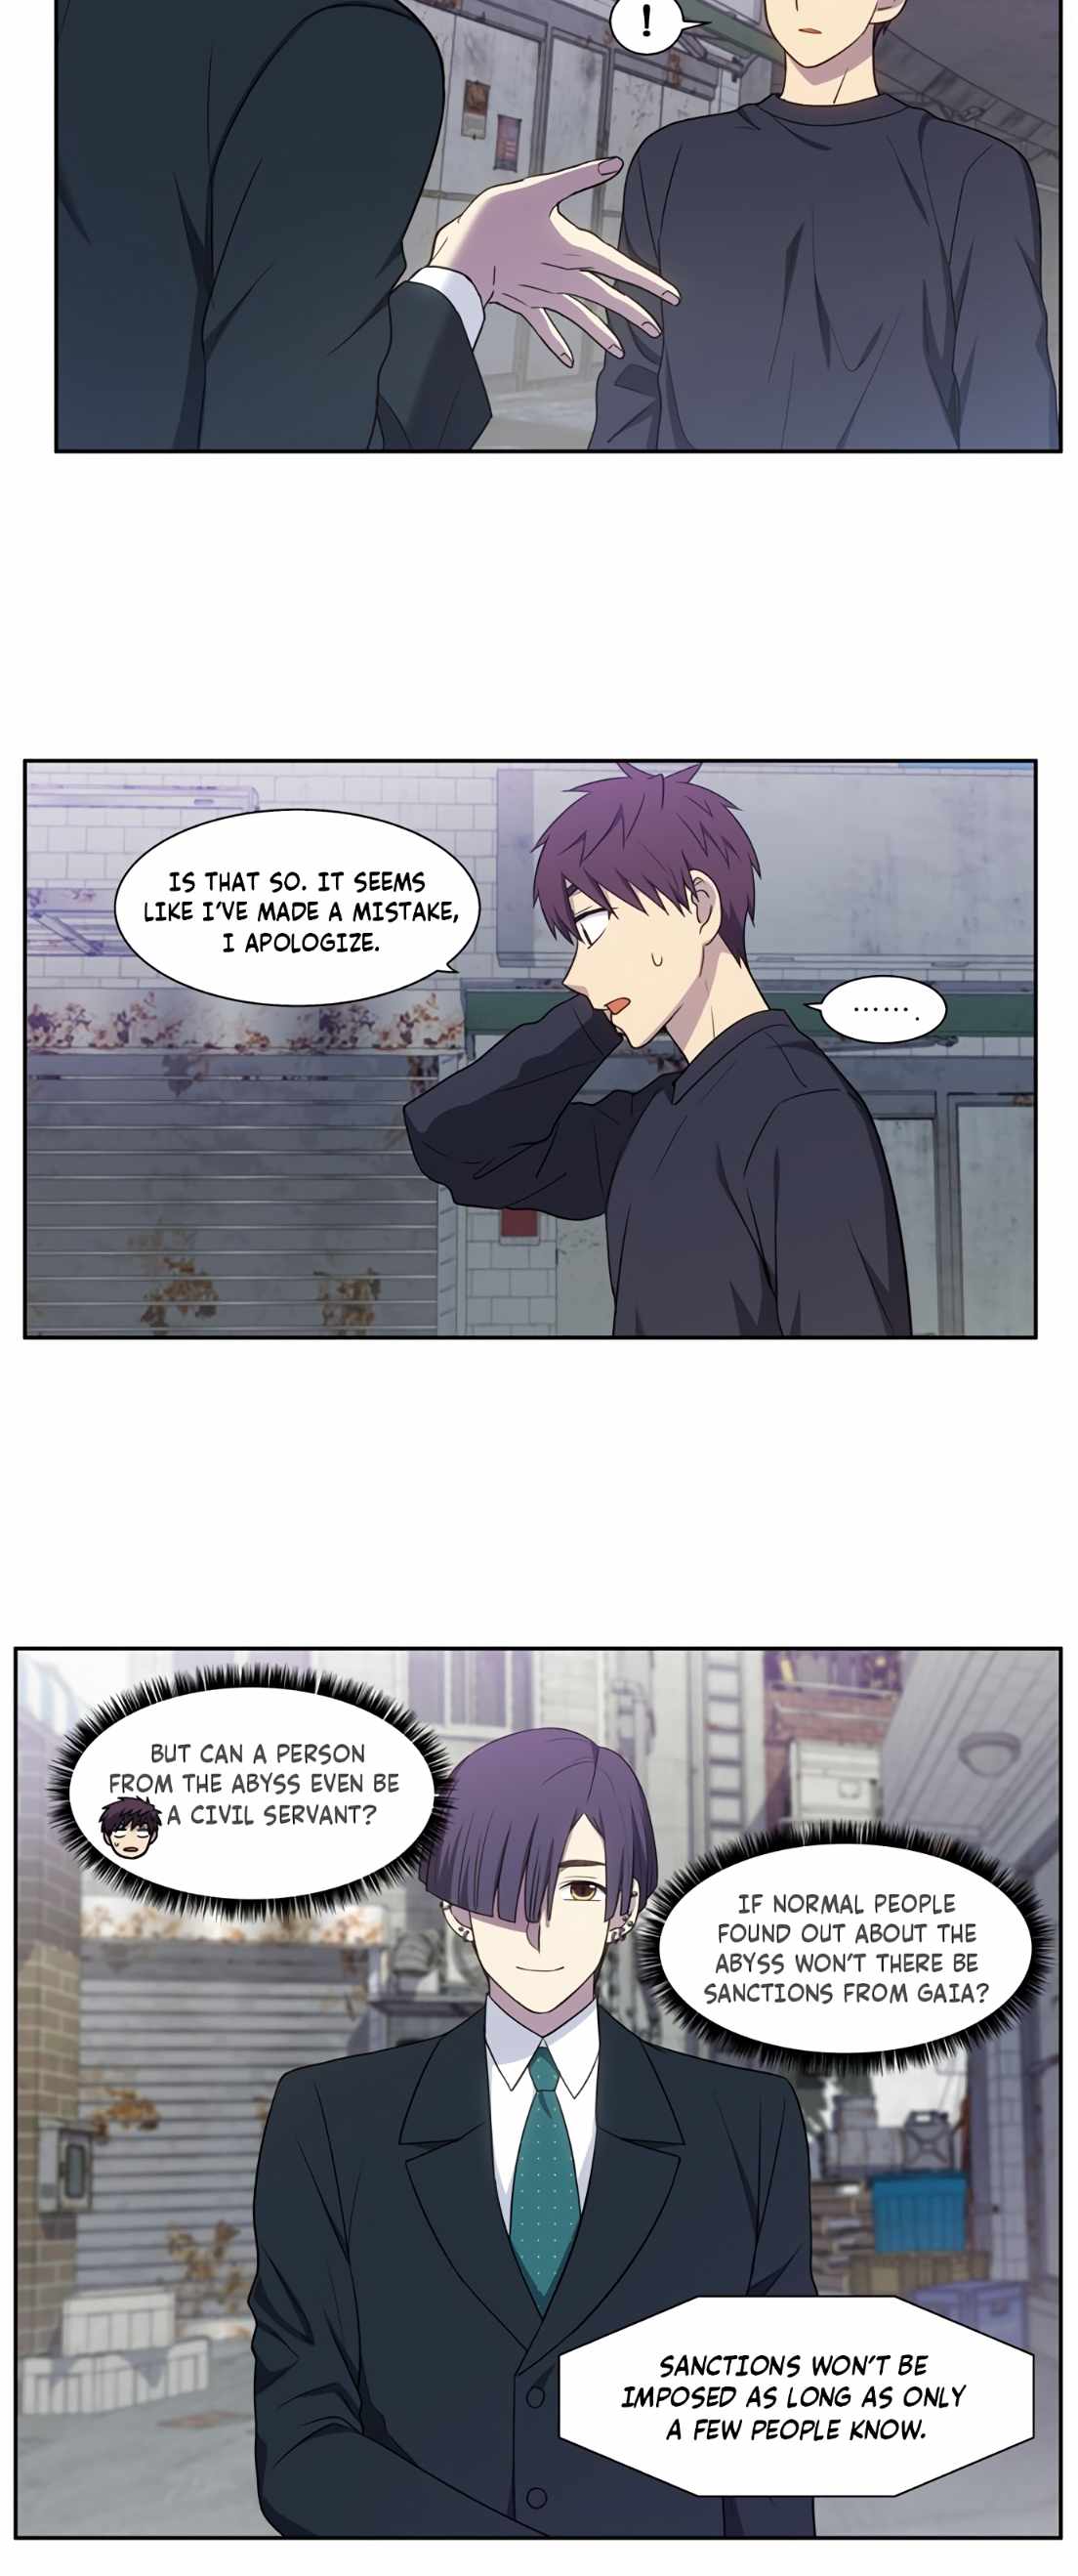 !
IS THAT SO. IT SEEMS
LIKE I'VE MADE A MISTAKE,
I APOLOGIZE.
.......
BUT CAN A PERSON
FROM THE ABYSS EVEN BE
A CIVIL SERVANT?
IF NORMAL PEOPLE
FOUND OUT ABOUT THE
ABYSS WON'T THERE BE
SANCTIONS FROM GAIA?
SANCTIONS WON'T BE
IMPOSED AS LONG AS ONLY
A FEW PEOPLE KNOW.